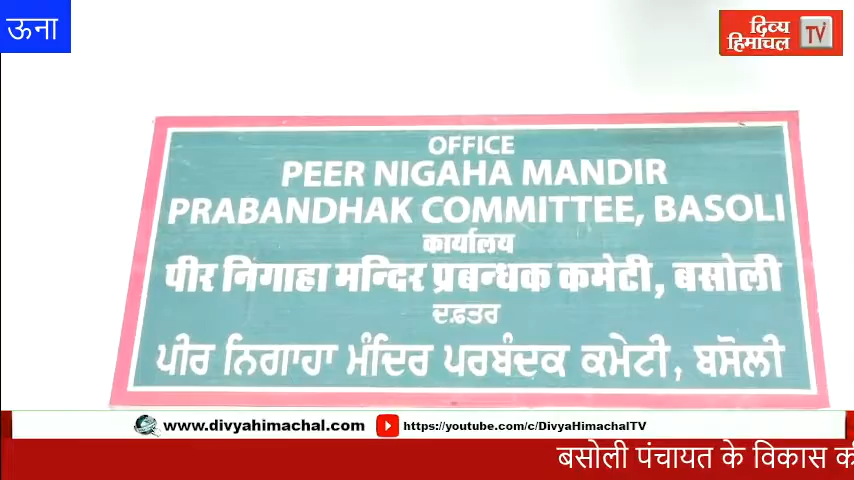 ऊना
दिव्य
हिमाचल TV
OFFICE
PEER NIGAHA MANDIR
PRABANDHAK COMMITTEE, BASOLI
कार्यालय
पीर निगाहा मन्दिर प्रबन्धक कमेटी, बसोली
ਦਫ਼ਤਰ
ਪੀਰ ਨਿਗਾਹਾ ਮੰਦਿਰ ਪਰਬੰਦਕ ਕਮੇਟੀ, ਬਸੋਲੀ
www.divyahimachal.com https://youtube.com/c/DivyaHimachalTV
बसोली पंचायत के विकास की